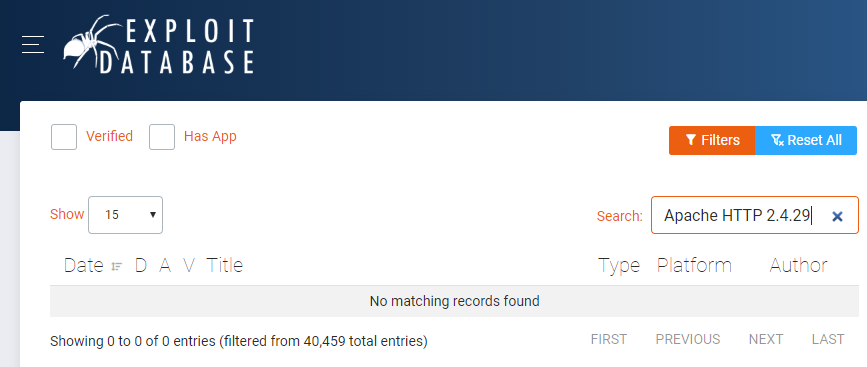 EXPLOIT
DATABASE
Verified Has App Filters Reset All
Show 15 Search: Apache HTTP 2.4.29
Date D A V Title Type Platform Author
No matching records found
Showing 0 to 0 of 0 entries (filtered from 40,459 total entries) FIRST PREVIOUS NEXT LAST